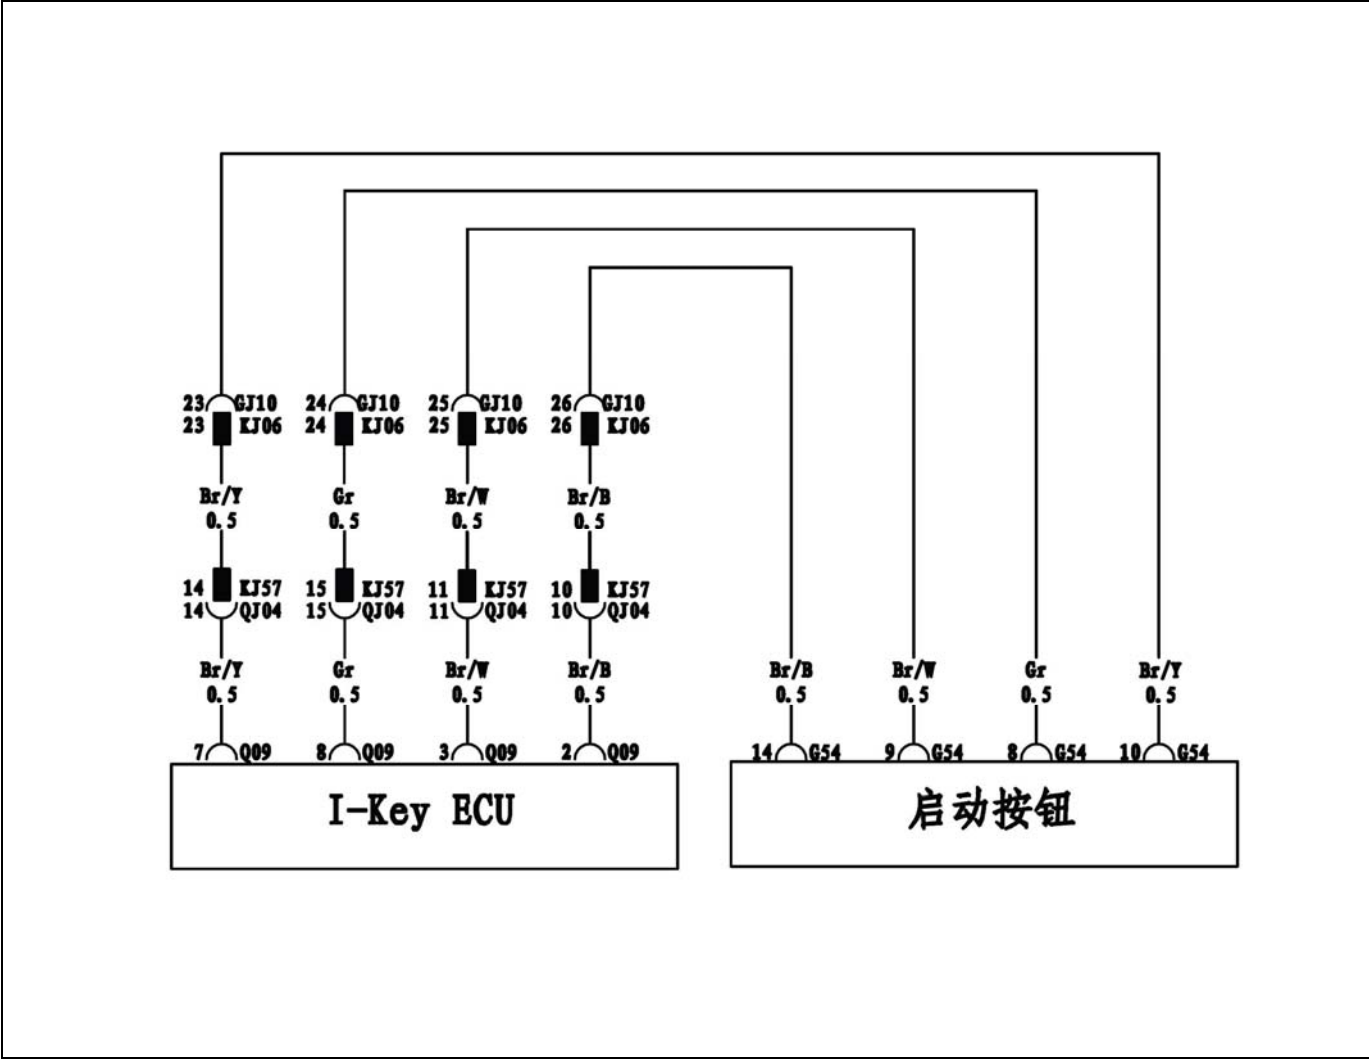 23 GJ10 24 GJ10 25 GJ10 26 GJ10
23 KJ06 24 KJ06 25 KJ06 26 KJ06
Br/Y Gr Br/W Br/B
0.5 0.5 0.5 0.5
14 KJ57 15 KJ57 11 KJ57 10 KJ57
14 QJ04 15 QJ04 11 QJ04 10 QJ04
Br/Y Gr Br/W Br/B Br/B Br/W Gr Br/Y
0.5 0.5 0.5 0.5 0.5 0.5 0.5 0.5
7 Q09 8 Q09 3 Q09 2 Q09 14 G54 9 G54 8 G54 10 G54
I-Key ECU 启动按钮